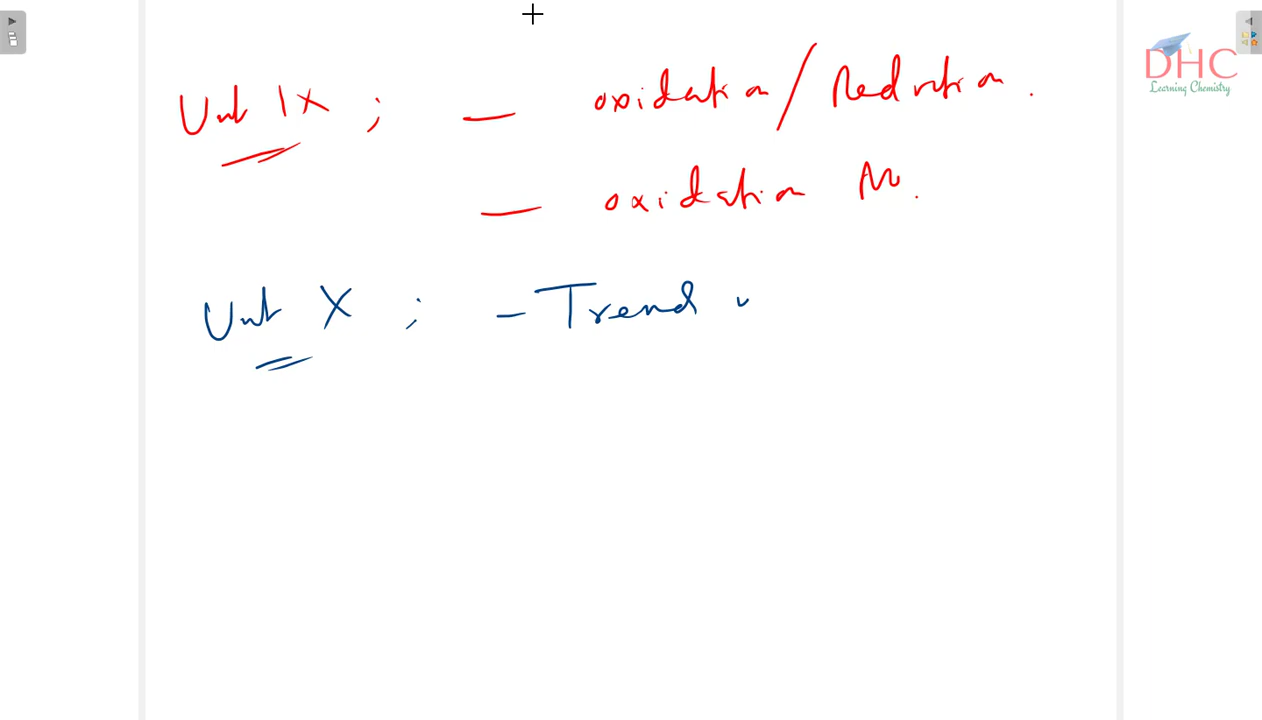 Unit IX ; — oxidation / Reduction .
— oxidation No.
Unit X ; - Trend
DHC
Learning Chemistry